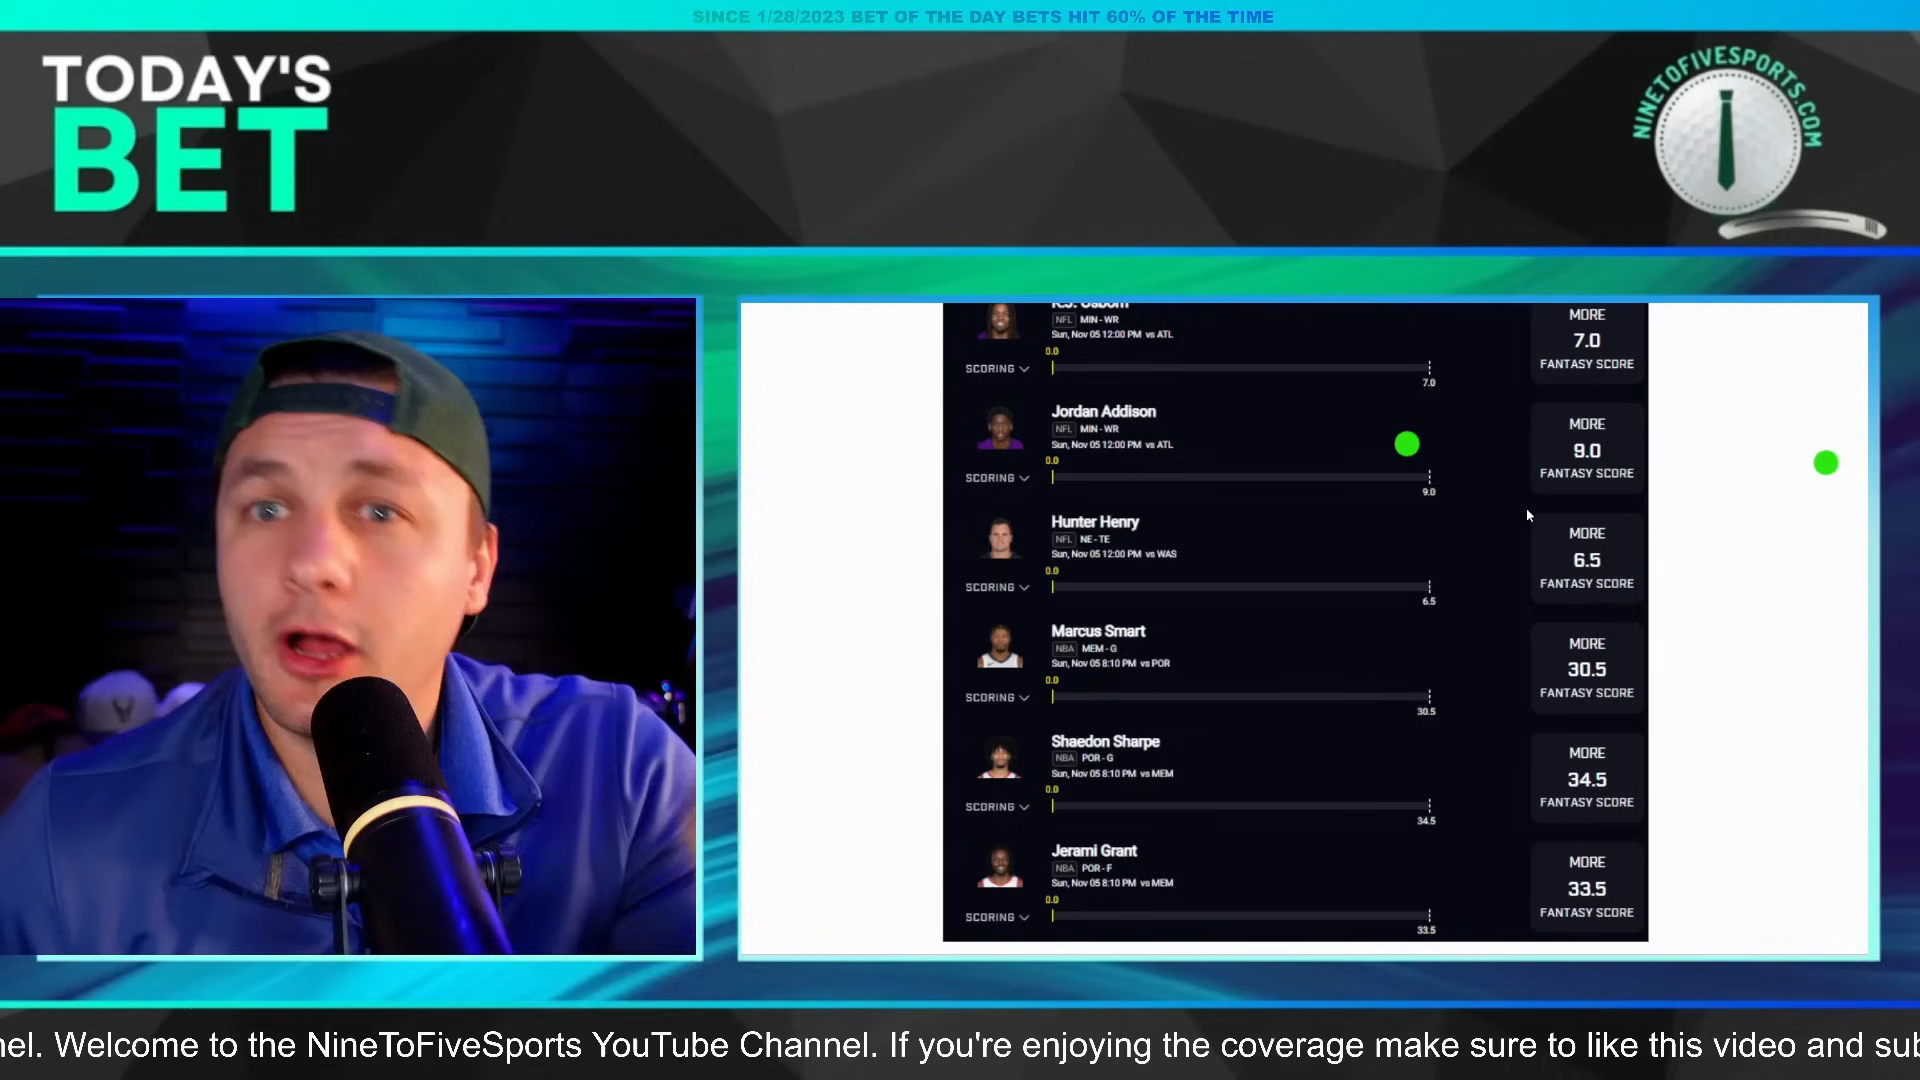 SINCE 1/28/2023 BET OF THE DAY BETS HIT 60% OF THE TIME
TODAY'S
BET
NINETOFIVESPORTS.COM
K.J. Osborn
NFL MIN - WR
Sun, Nov 05 12:00 PM vs ATL
0.0
SCORING
7.0
MORE
7.0
FANTASY SCORE
Jordan Addison
NFL MIN - WR
Sun, Nov 05 12:00 PM vs ATL
0.0
SCORING
9.0
MORE
9.0
FANTASY SCORE
Hunter Henry
NFL NE - TE
Sun, Nov 05 12:00 PM vs WAS
0.0
SCORING
6.5
MORE
6.5
FANTASY SCORE
Marcus Smart
NBA MEM - G
Sun, Nov 05 8:10 PM vs POR
0.0
SCORING
30.5
MORE
30.5
FANTASY SCORE
Shaedon Sharpe
NBA POR - G
Sun, Nov 05 8:10 PM vs MEM
0.0
SCORING
34.5
MORE
34.5
FANTASY SCORE
Jerami Grant
NBA POR - F
Sun, Nov 05 8:10 PM vs MEM
0.0
SCORING
33.5
MORE
33.5
FANTASY SCORE
nel. Welcome to the NineToFiveSports YouTube Channel. If you're enjoying the coverage make sure to like this video and sub